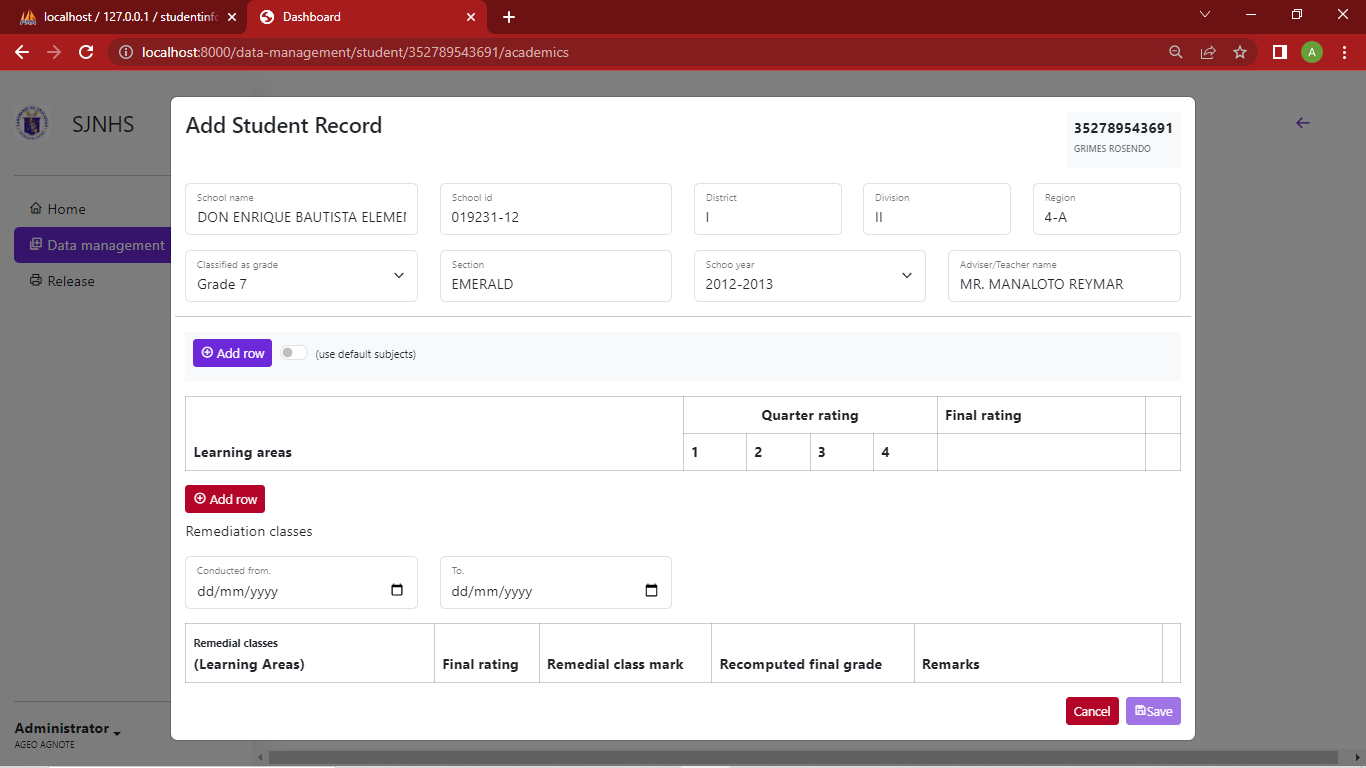 localhost / 127.0.0.1 / studentinfo
Dashboard
localhost:8000/data-management/student/352789543691/academics
A
SJNHS
Home
Data management
Release
Administrator
AGEO AGNOTE
Add Student Record
352789543691
GRIMES ROSENDO
School name
DON ENRIQUE BAUTISTA ELEMEN
School id
019231-12
District
I
Division
II
Region
4-A
Classified as grade
Grade 7
Section
EMERALD
Schoo year
2012-2013
Adviser/Teacher name
MR. MANALOTO REYMAR
Add row
(use default subjects)
Learning areas
Quarter rating
Final rating
1
2
3
4
Add row
Remediation classes
Conducted from.
dd/mm/yyyy
To.
dd/mm/yyyy
Remedial classes
(Learning Areas)
Final rating
Remedial class mark
Recomputed final grade
Remarks
Cancel
Save